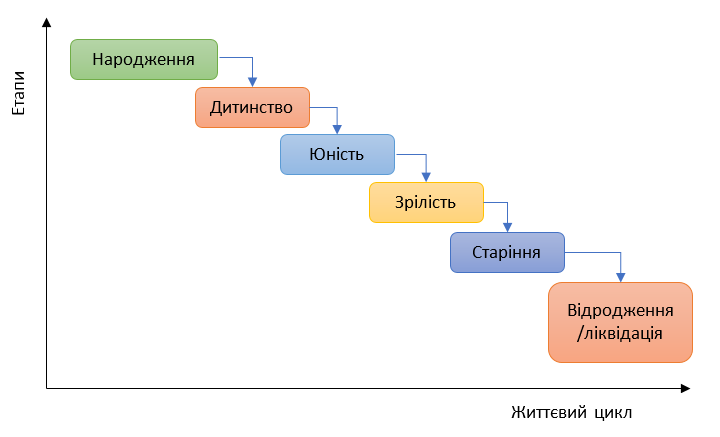 Етапи
Народження
Дитинство
Юність
Зрілість
Старіння
Відродження
/ліквідація
Життєвий цикл